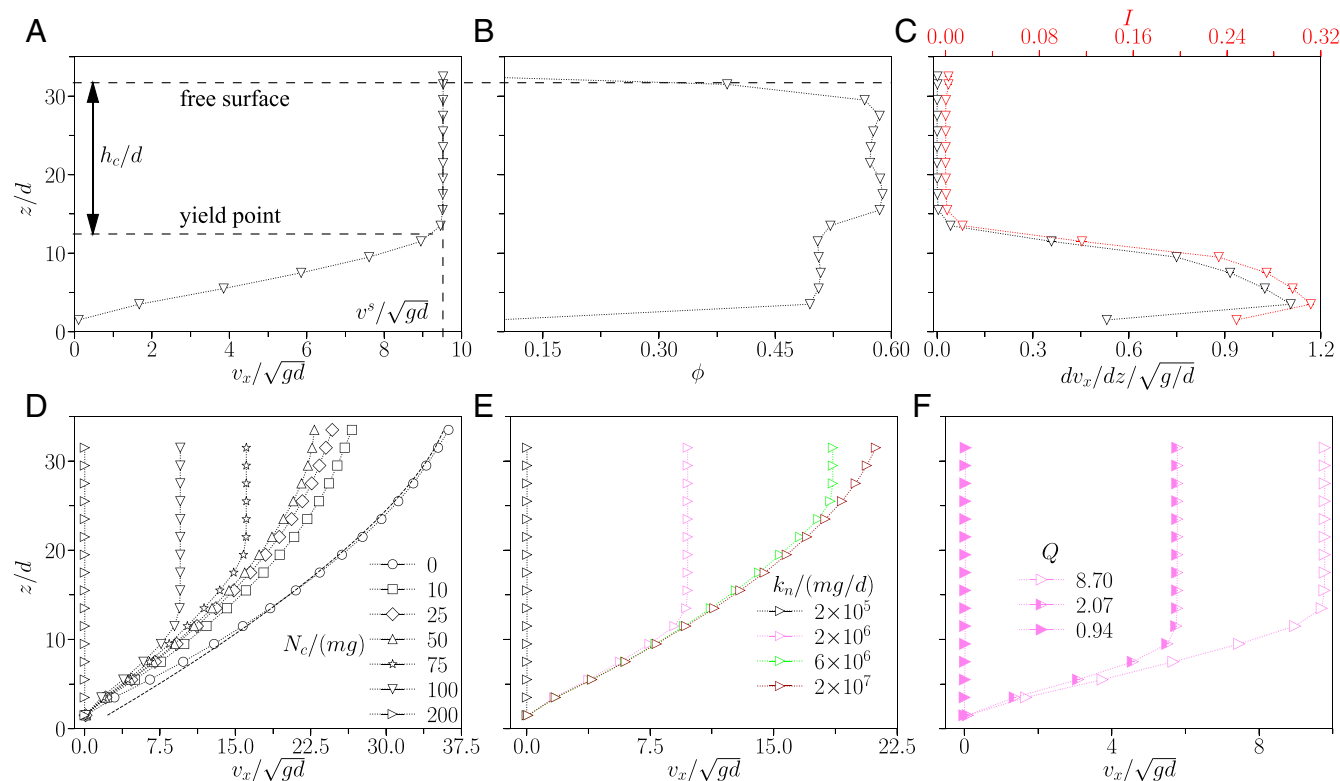 A
B
C
I
0.00 0.08 0.16 0.24 0.32
z/d
30
20
10
0
free surface
h_c/d
yield point
v^s/√gd
0 2 4 6 8 10
v_x/√gd
0.15 0.30 0.45 0.60
ϕ
0.0 0.3 0.6 0.9 1.2
dv_x/dz/√g/d
D
E
F
z/d
30
20
10
0
N_c/(mg)
0
10
25
50
75
100
200
0.0 7.5 15.0 22.5 30.0 37.5
v_x/√gd
k_n/(mg/d)
2×10^5
2×10^6
6×10^6
2×10^7
0.0 7.5 15.0 22.5
v_x/√gd
Q
8.70
2.07
0.94
0 4 8
v_x/√gd